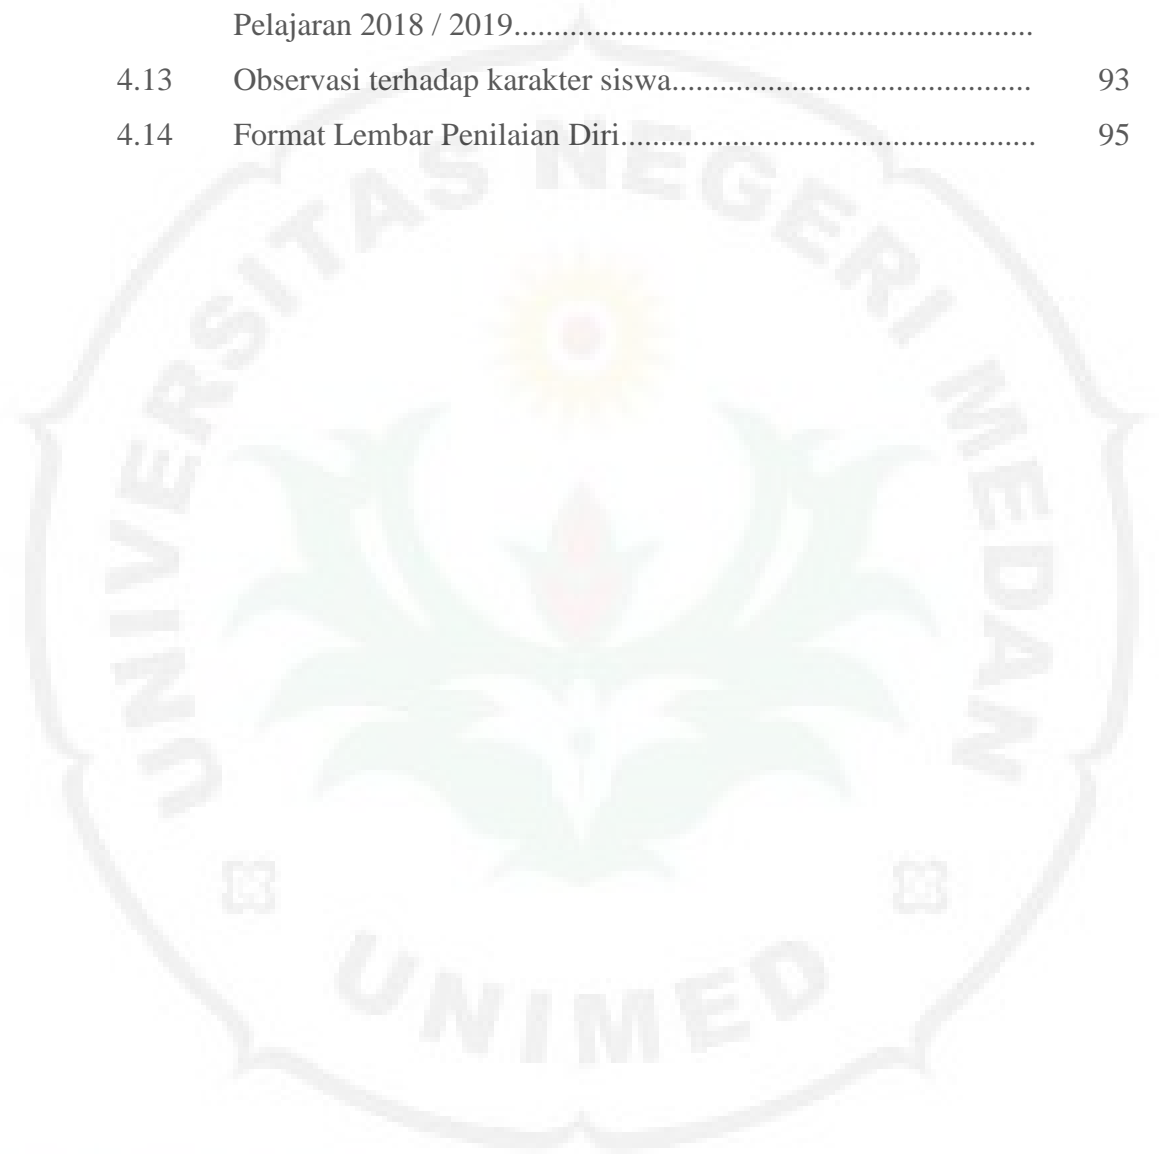 Pelajaran 2018 / 2019.................................................................
4.13 Observasi terhadap karakter siswa............................................. 93
4.14 Format Lembar Penilaian Diri.................................................... 95
UNIVERSITAS NEGERI MEDAN
UNIMED